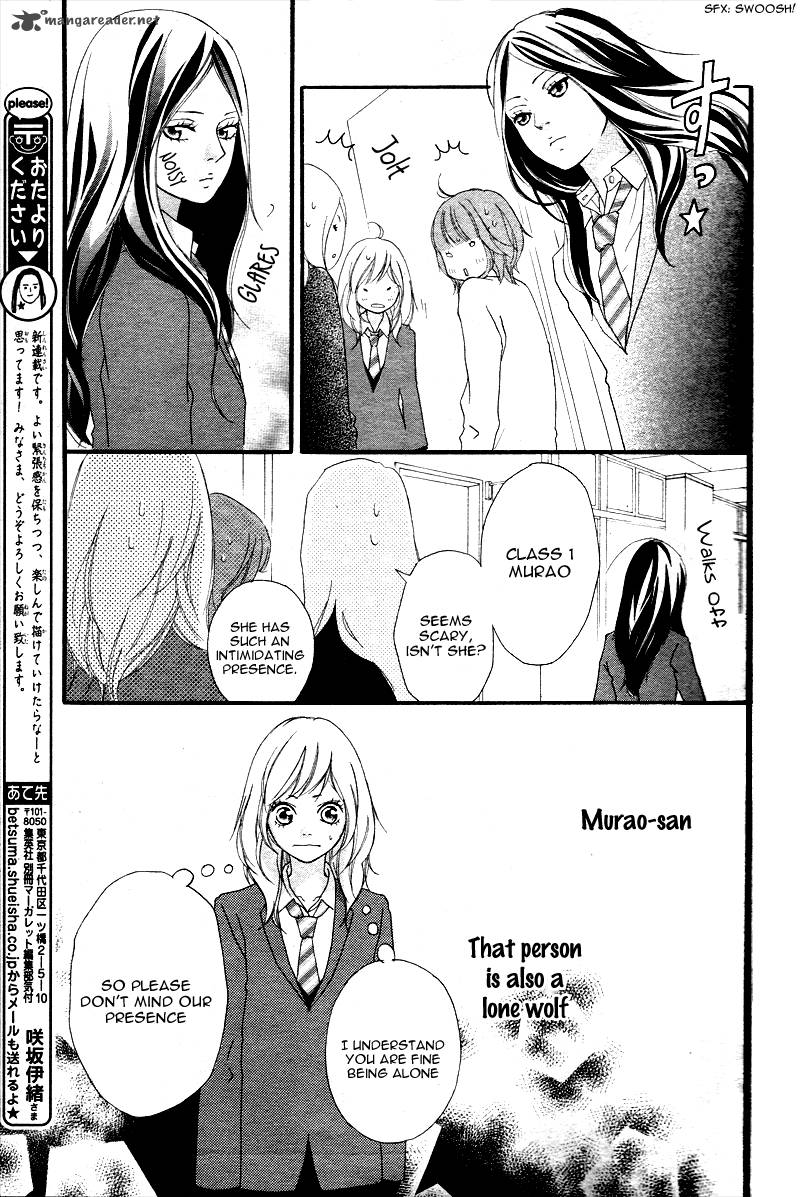 mangareader.net
SFX: SWOOSH!
すっ★
Jolt
NOISY
GLARES
CLASS 1
MURAO
SEEMS
SCARY,
ISN'T SHE?
SHE HAS
SUCH AN
INTIMIDATING
PRESENCE.
Walks Off
Murao-san
That person
is also a
lone wolf
I UNDERSTAND
YOU ARE FINE
BEING ALONE
SO PLEASE
DON'T MIND OUR
PRESENCE
please!
おたより
ください
新連載です。よい緊張感を保ちつつ、楽しんで描けていけたらなーと
思ってます！みなさま、どうぞよろしくお願い致します。
あて先
〒101-8050 東京都千代田区一ツ橋2-5-10
集英社 別冊マーガレット編集部気付
咲坂伊緒さま
betsuma.shueisha.co.jpからメールも送れるよ★